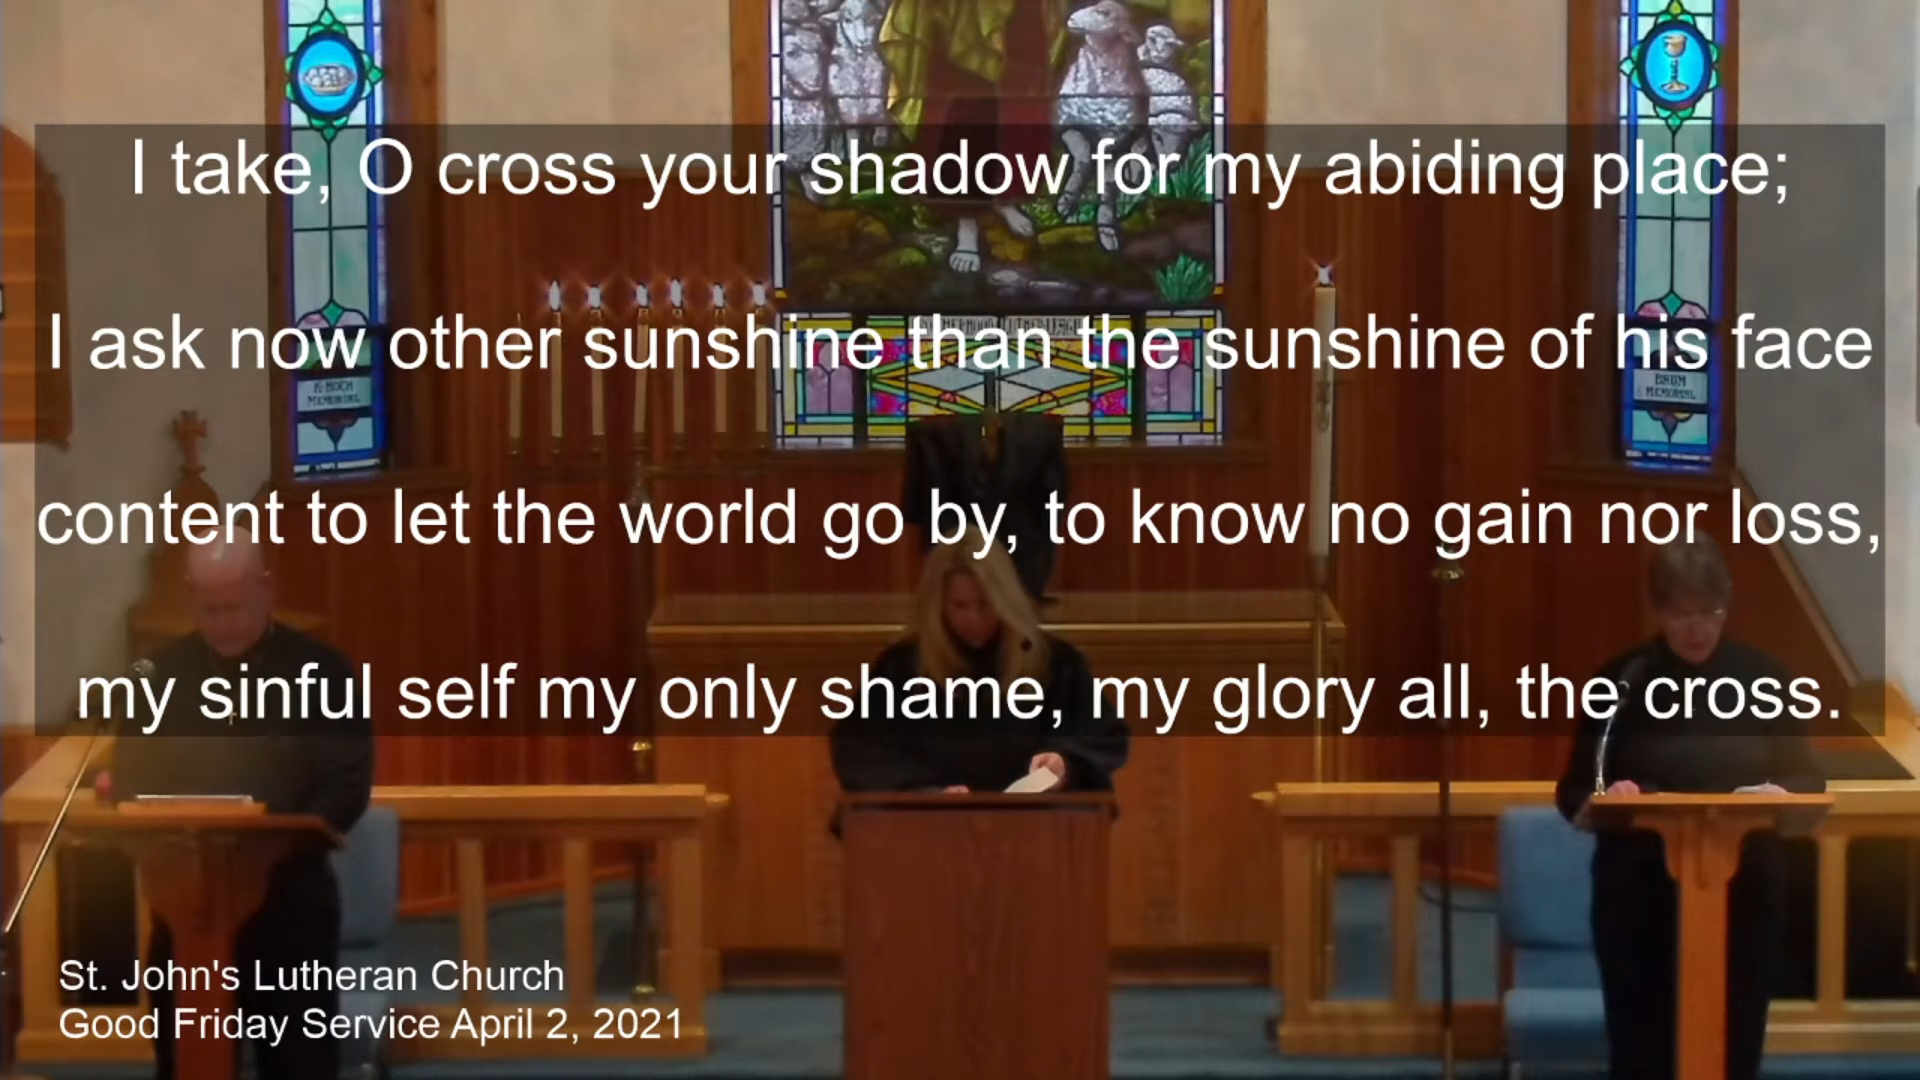 I take, O cross your shadow for my abiding place;
I ask now other sunshine than the sunshine of his face
content to let the world go by, to know no gain nor loss,
my sinful self my only shame, my glory all, the cross.
MEMORIAL
MEMORIAL
St. John's Lutheran Church
Good Friday Service April 2, 2021